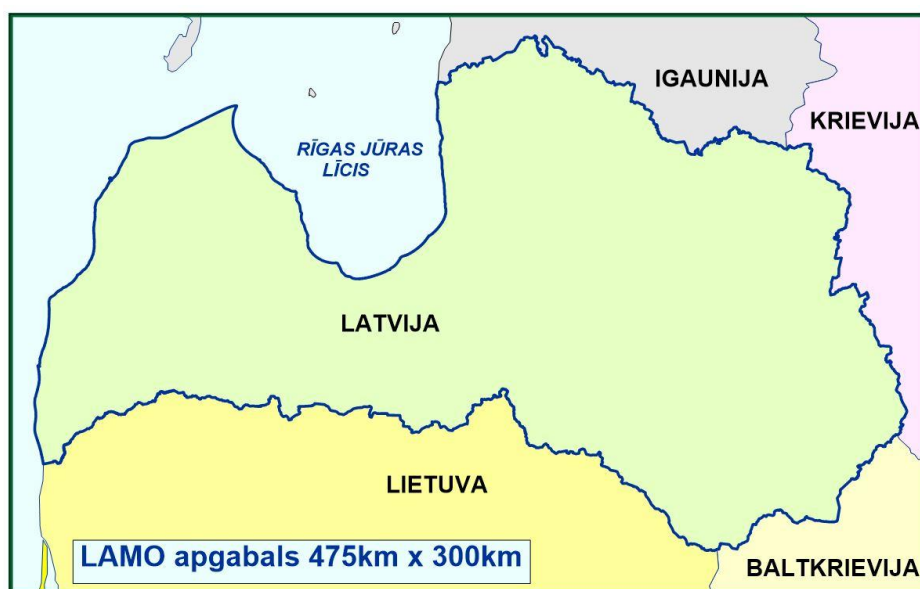 IGAUNIJA
KRIEVIJA
RĪGAS JŪRAS
LĪCIS
LATVIJA
LIETUVA
LAMO apgabals 475km x 300km
BALTKRIEVIJA